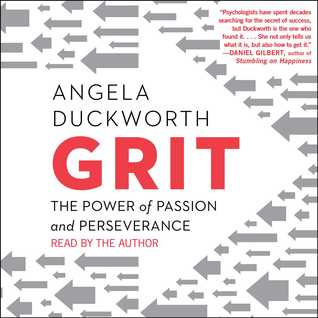 "Psychologists have spent decades
searching for the secret of success,
but Duckworth is the one who
found it. . . . She not only tells us
what it is, but also how to get it."
—DANIEL GILBERT, author of
Stumbling on Happiness
ANGELA
DUCKWORTH
GRIT
THE POWER of PASSION
and PERSEVERANCE
READ BY THE AUTHOR